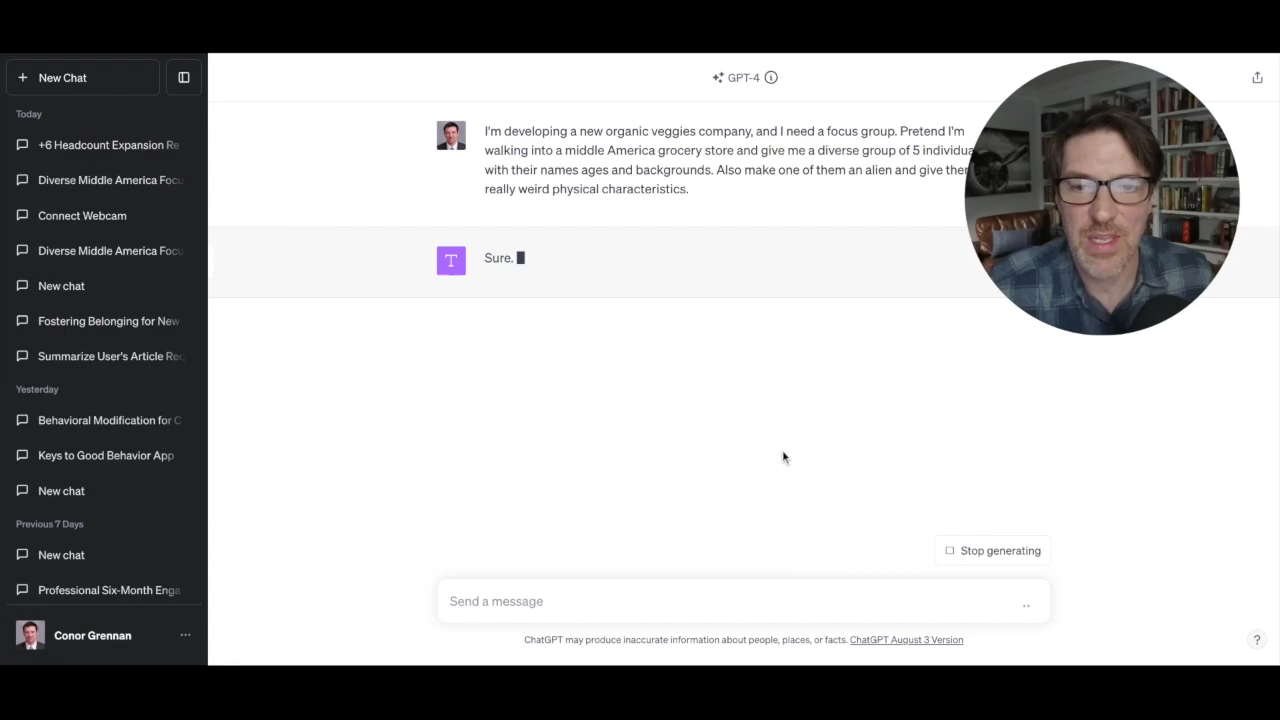 New Chat
Today
+6 Headcount Expansion Re
Diverse Middle America Focu
Connect Webcam
Diverse Middle America Focu
New chat
Fostering Belonging for New
Summarize User's Article Req
Yesterday
Behavioral Modification for C
Keys to Good Behavior App
New chat
Previous 7 Days
New chat
Professional Six-Month Enga
Conor Grennan
GPT-4
I'm developing a new organic veggies company, and I need a focus group. Pretend I'm
walking into a middle America grocery store and give me a diverse group of 5 individua
with their names ages and backgrounds. Also make one of them an alien and give the
really weird physical characteristics.
T
Sure.
Stop generating
Send a message
ChatGPT may produce inaccurate information about people, places, or facts. ChatGPT August 3 Version
?